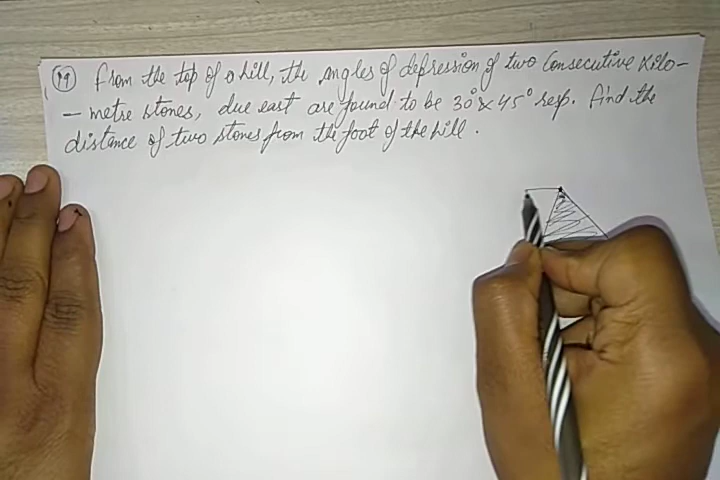 (19) From the top of a hill, the angles of depression of two Consecutive Kilo-
- metre stones, due east are found to be 30° & 45° resp. Find the
distance of two stones from the foot of the hill.